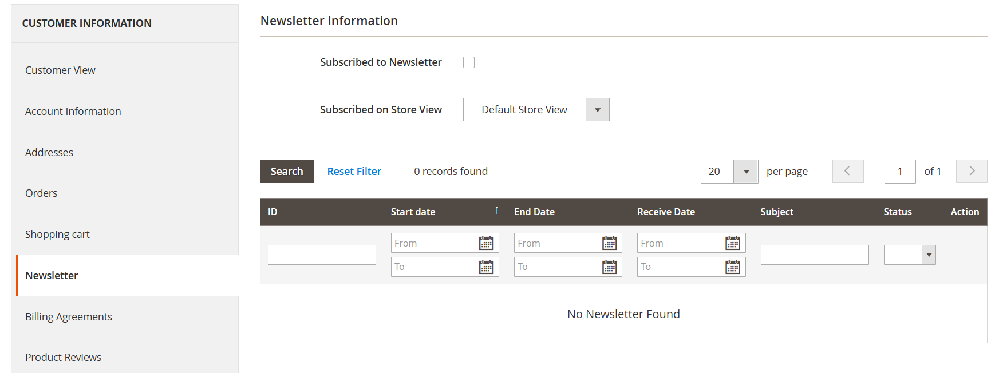 CUSTOMER INFORMATION
Customer View
Account Information
Addresses
Orders
Shopping cart
Newsletter
Billing Agreements
Product Reviews
Newsletter Information
Subscribed to Newsletter
Subscribed on Store View Default Store View
Search Reset Filter 0 records found 20 per page 1 of 1
ID Start date ↑ End Date Receive Date Subject Status Action
From From From
To To To
No Newsletter Found